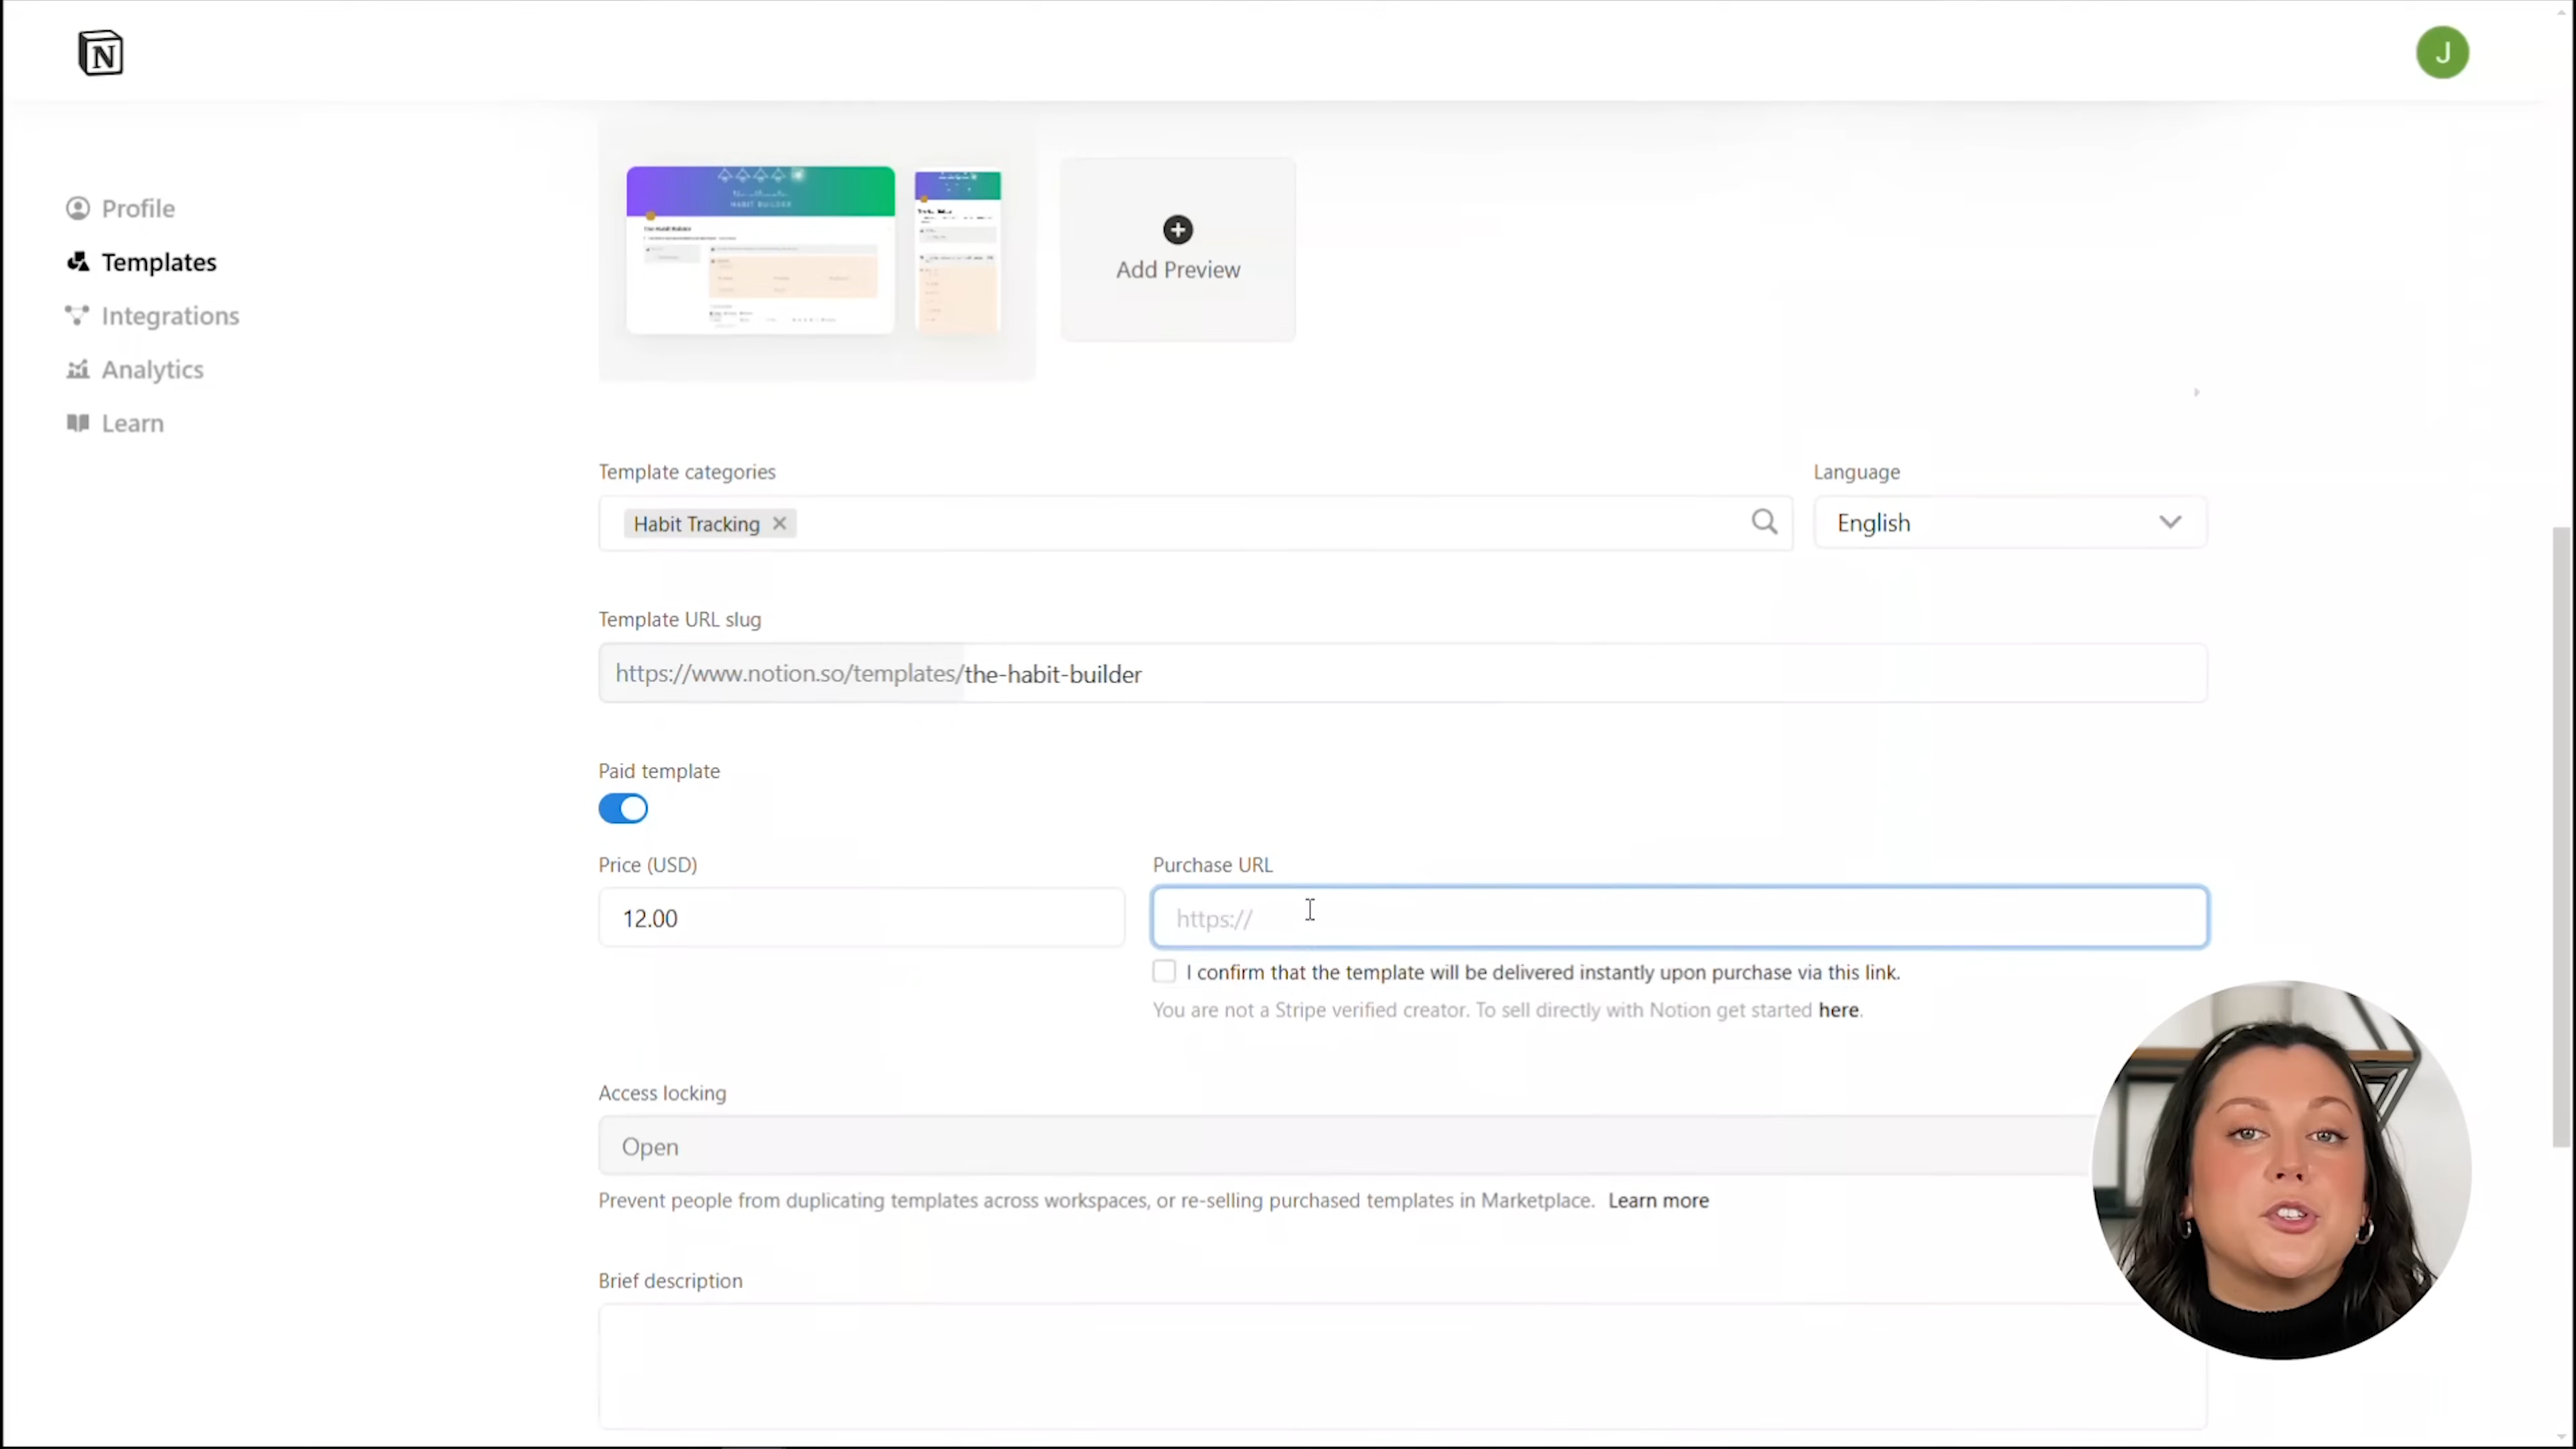 N
J
Profile
Templates
Integrations
Analytics
Learn
HABIT BUILDER
Add Preview
Template categories
Language
Habit Tracking
English
Template URL slug
https://www.notion.so/templates/the-habit-builder
Paid template
Price (USD)
Purchase URL
12.00
https://
I confirm that the template will be delivered instantly upon purchase via this link.
You are not a Stripe verified creator. To sell directly with Notion get started here.
Access locking
Open
Prevent people from duplicating templates across workspaces, or re-selling purchased templates in Marketplace. Learn more
Brief description